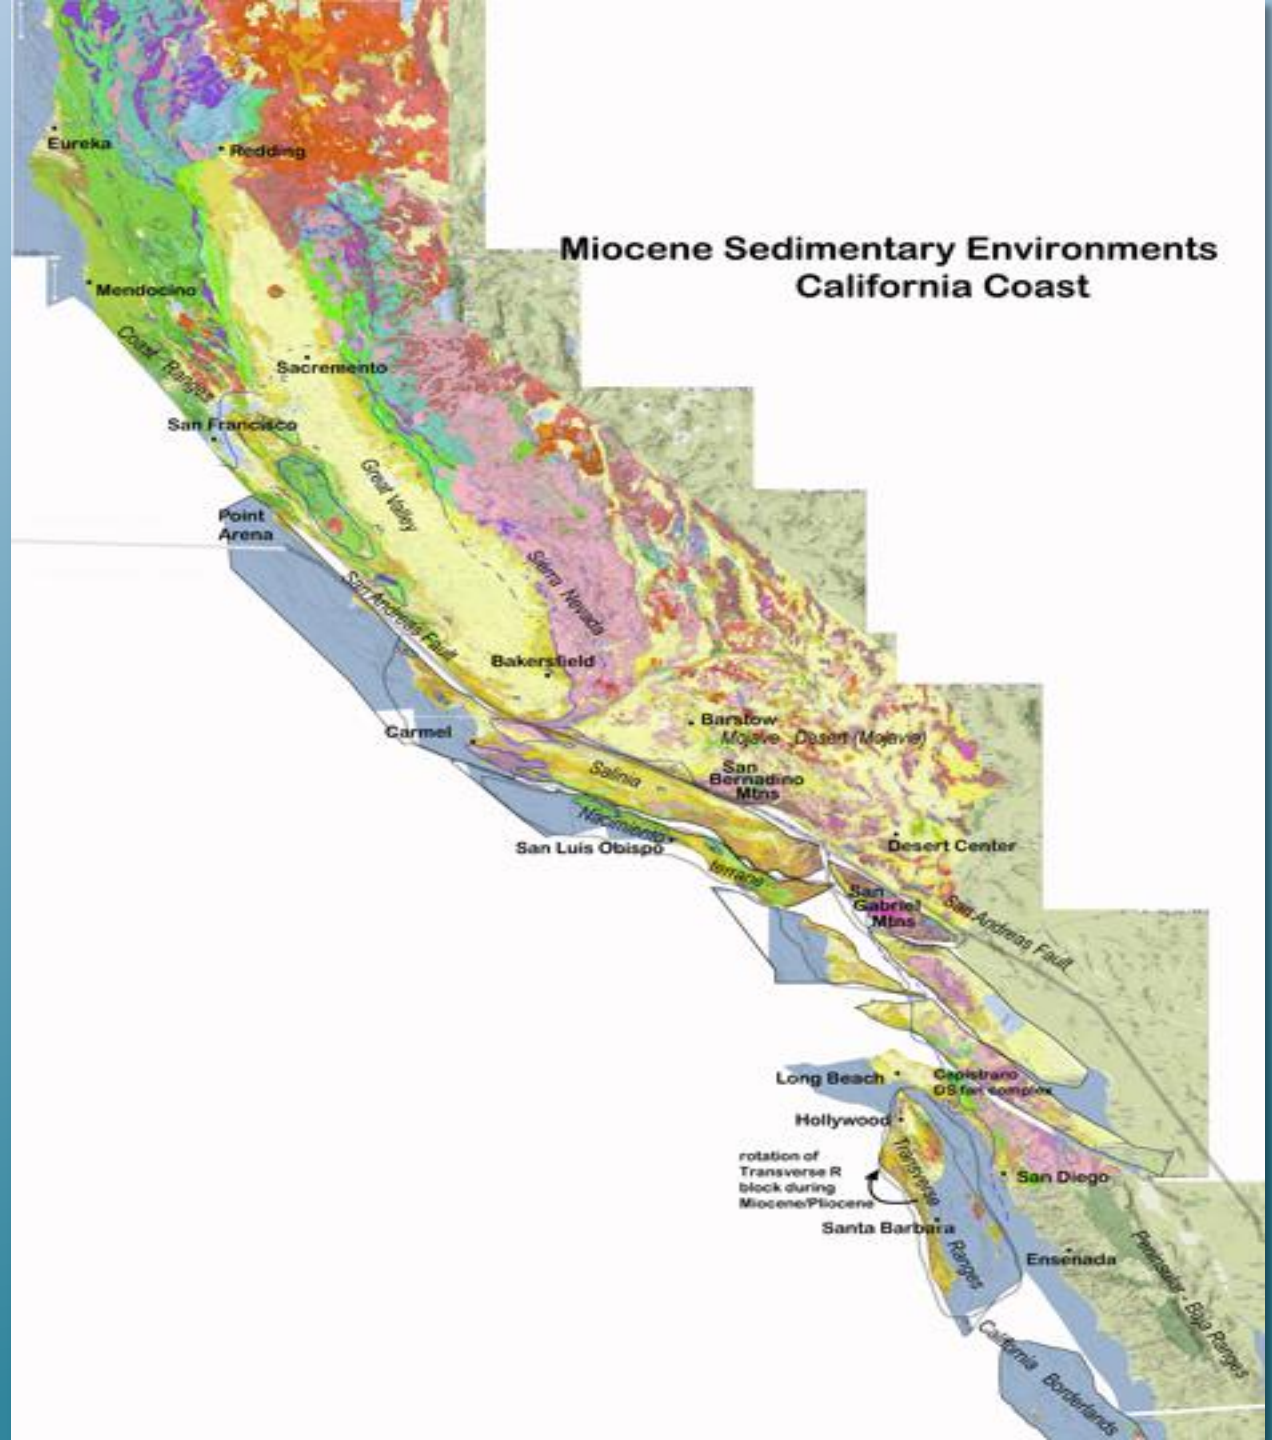 Eureka
Redding
Miocene Sedimentary Environments
California Coast
Mendocino
Coast Ranges
Sacremento
San Francisco
Great Valley
Point
Arena
San Andreas Fault
Sierra Nevada
Bakersfield
Carmel
Barstow
Mojave Desert (Mojavia)
San
Bernadino
Mtns
Salinia
Nacimiento
terrane
San Luis Obispo
Desert Center
San
Gabriel
Mtns
San Andreas Fault
Long Beach
Capistrano
DS fan complex
Hollywood
rotation of
Transverse R
block during
Miocene/Pliocene
Transverse
Ranges
San Diego
Santa Barbara
Ensenada
Peninsular - Baja Ranges
California Borderlands